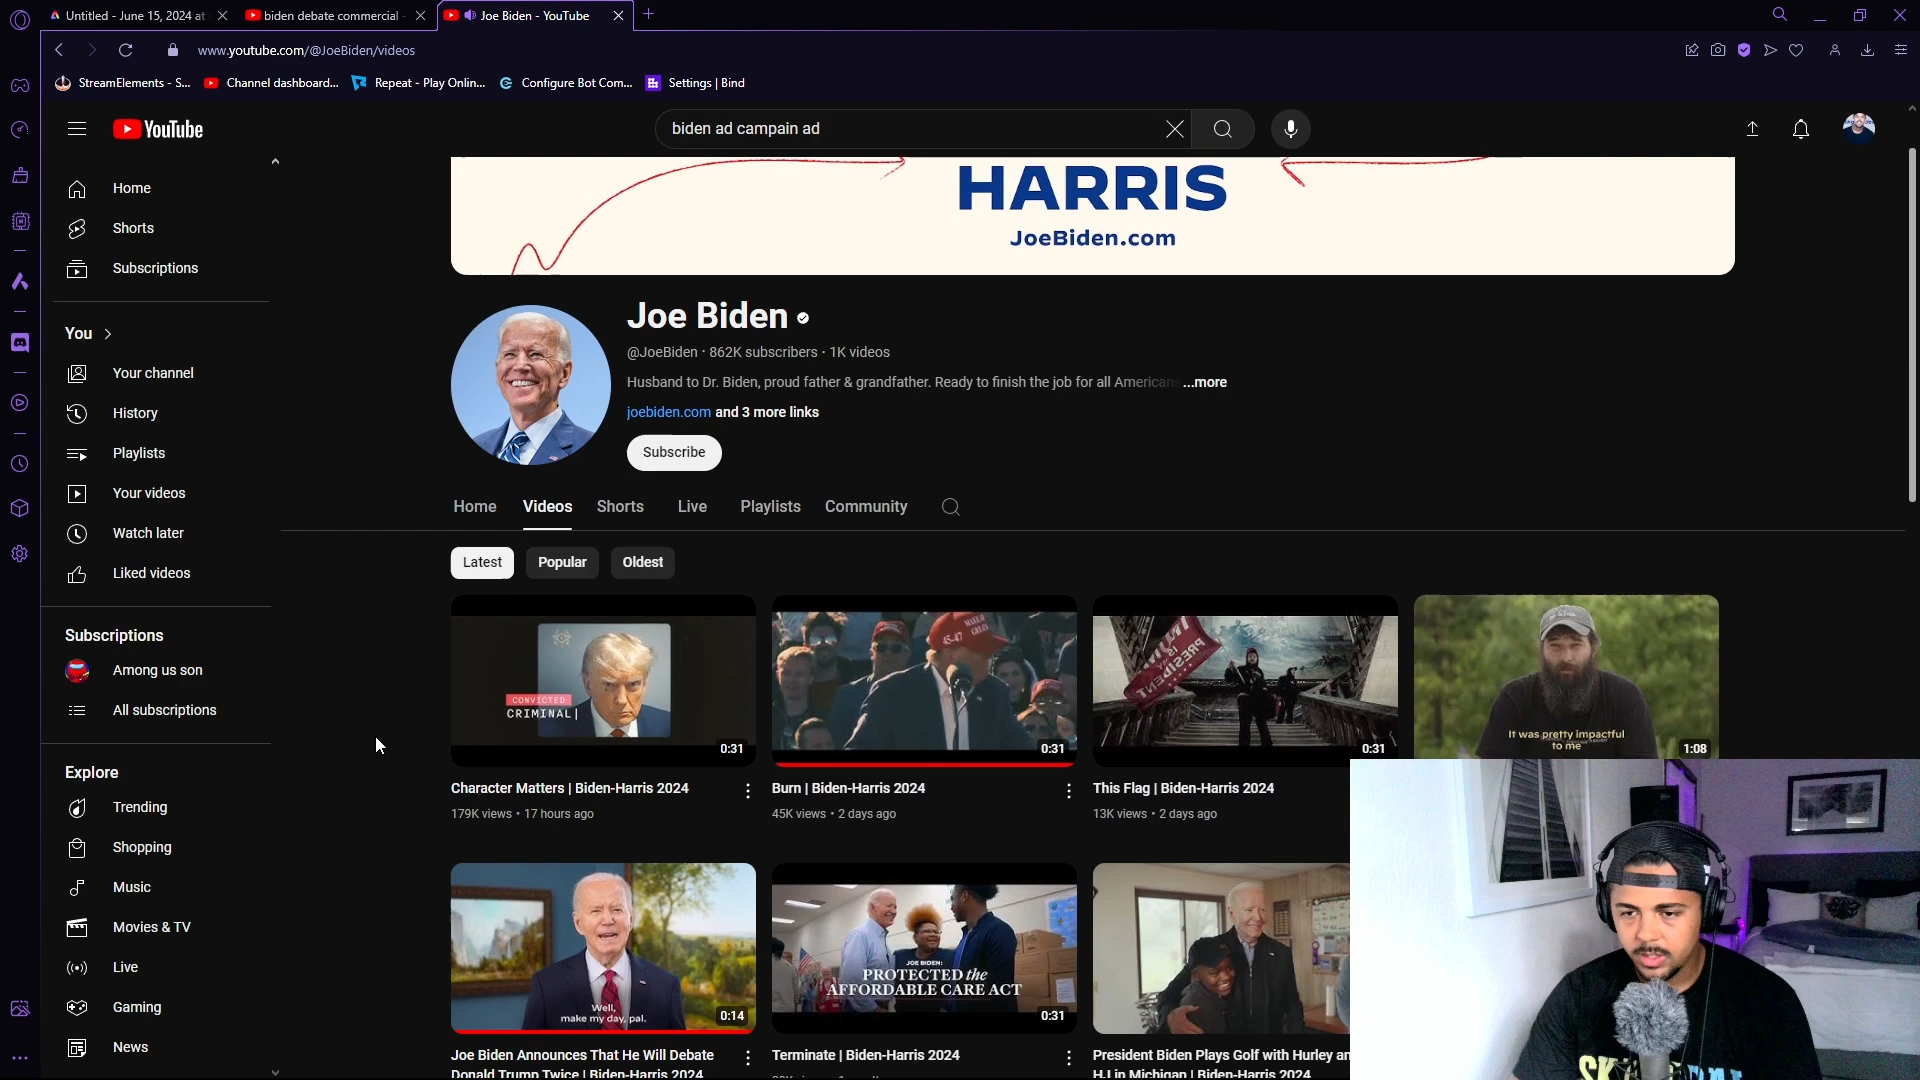 Untitled - June 15, 2024 at
biden debate commercial -
Joe Biden - YouTube
www.youtube.com/@JoeBiden/videos
StreamElements - S...
Channel dashboard...
Repeat - Play Onlin...
Configure Bot Com...
Settings | Bind
YouTube
biden ad campain ad
Home
Shorts
Subscriptions
You
Your channel
History
Playlists
Your videos
Watch later
Liked videos
Subscriptions
Among us son
All subscriptions
Explore
Trending
Shopping
Music
Movies & TV
Live
Gaming
News
HARRIS
JoeBiden.com
Joe Biden
@JoeBiden · 862K subscribers · 1K videos
Husband to Dr. Biden, proud father & grandfather. Ready to finish the job for all American ...more
joebiden.com and 3 more links
Subscribe
Home
Videos
Shorts
Live
Playlists
Community
Latest
Popular
Oldest
CONVICTED
CRIMINAL|
0:31
Character Matters | Biden-Harris 2024
179K views · 17 hours ago
MAKE
GREAT
45-47
0:31
Burn | Biden-Harris 2024
45K views · 2 days ago
PRESIDENT
0:31
This Flag | Biden-Harris 2024
13K views · 2 days ago
It was pretty impactful
to me
1:08
Well,
make my day, pal.
0:14
Joe Biden Announces That He Will Debate
Donald Trump Twice | Biden-Harris 2024
JOE BIDEN:
PROTECTED the
AFFORDABLE CARE ACT
0:31
Terminate | Biden-Harris 2024
President Biden Plays Golf with Hurley an
HJ in Michigan | Biden-Harris 2024